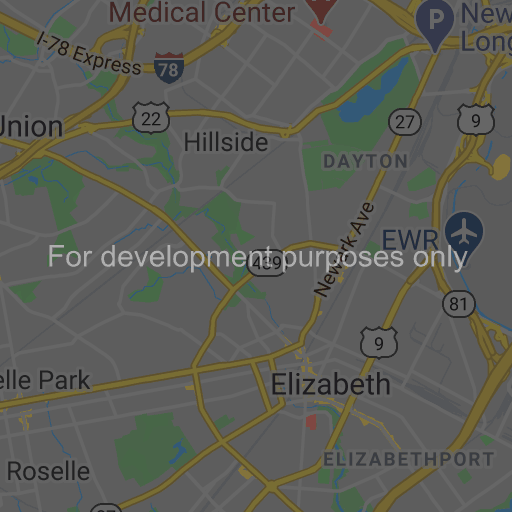 Medical Center
P
New
Long
I-78 Express
78
22
27
9
Union
Hillside
DAYTON
Newark Ave
EWR
For development purposes only
439
81
9
elle Park
Elizabeth
Roselle
ELIZABETHPORT